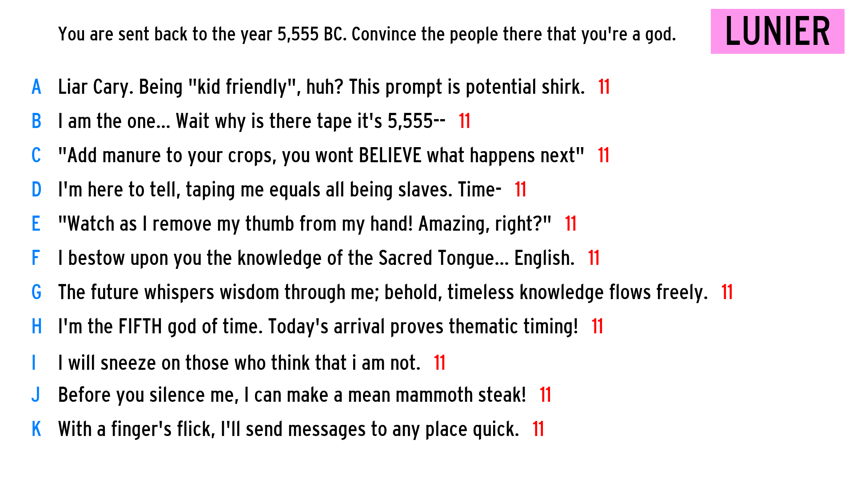 You are sent back to the year 5,555 BC. Convince the people there that you're a god.
LUNIER
A Liar Cary. Being "kid friendly", huh? This prompt is potential shirk. 11
B I am the one... Wait why is there tape it's 5,555-- 11
C "Add manure to your crops, you wont BELIEVE what happens next" 11
D I'm here to tell, taping me equals all being slaves. Time- 11
E "Watch as I remove my thumb from my hand! Amazing, right?" 11
F I bestow upon you the knowledge of the Sacred Tongue... English. 11
G The future whispers wisdom through me; behold, timeless knowledge flows freely. 11
H I'm the FIFTH god of time. Today's arrival proves thematic timing! 11
I I will sneeze on those who think that i am not. 11
J Before you silence me, I can make a mean mammoth steak! 11
K With a finger's flick, I'll send messages to any place quick. 11